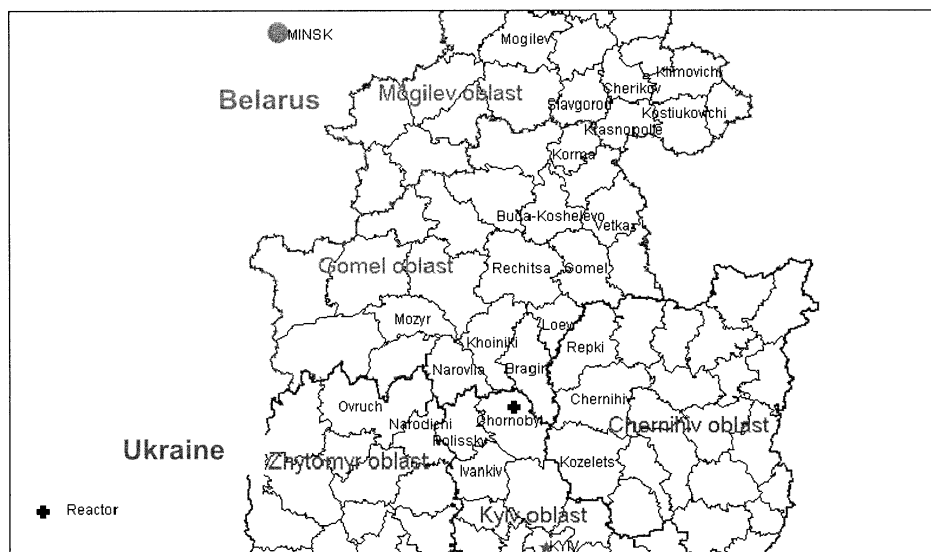 MINSK
Mogilev
Klimovichi
Cherikov
Belarus
Mogilev oblast
Slavgorod
Kostiukovchi
Krasnopolie
Korma
Buda-Koshelevo
Vetka
Gomel oblast
Rechitsa
Gomel
Mozyr
Loev
Khoiniki
Repki
Narovlia
Bragin
Ovruch
Chernihi
Narodichi
Chornobyl
Chernihiv oblast
Polissky
Ukraine
Zhytomyr oblast
Ivankiv
Kozelets
Reactor
Kyiv oblast
KYIV